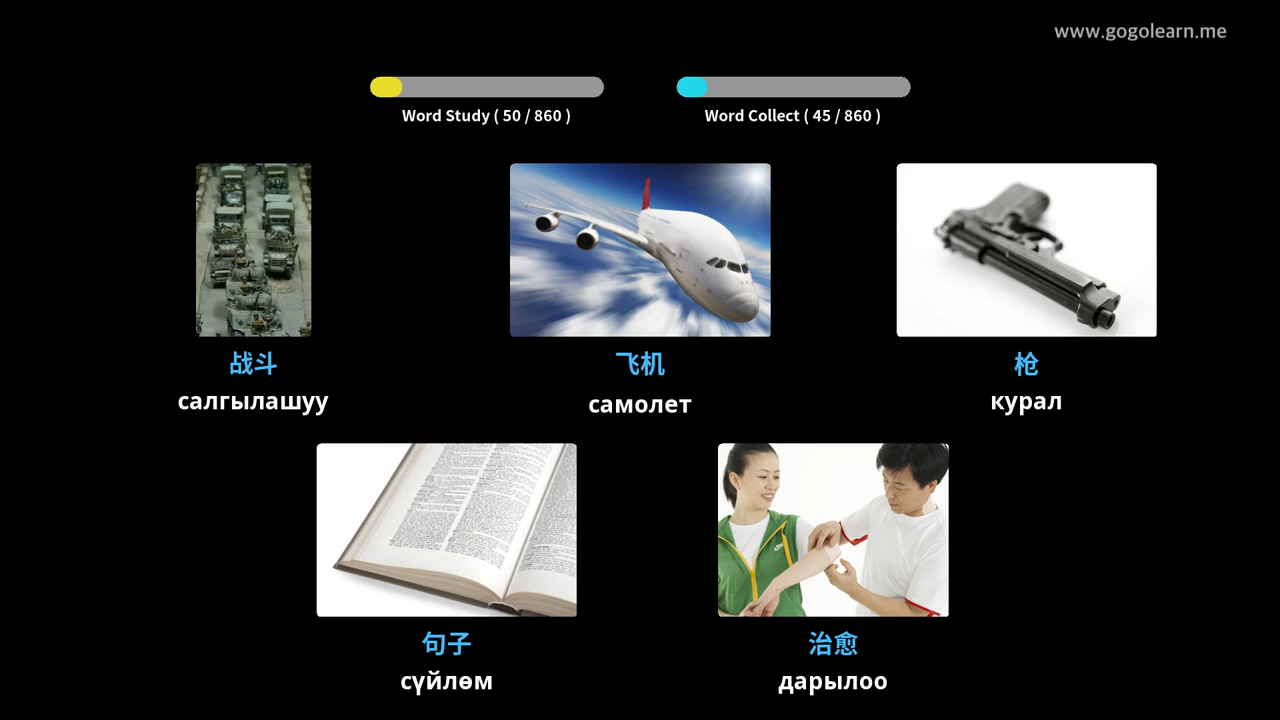 www.gogolearn.me
Word Study ( 50 / 860 )
Word Collect ( 45 / 860 )
战斗
салгылашуу
飞机
самолет
枪
курал
句子
сүйлөм
治愈
дарылоо